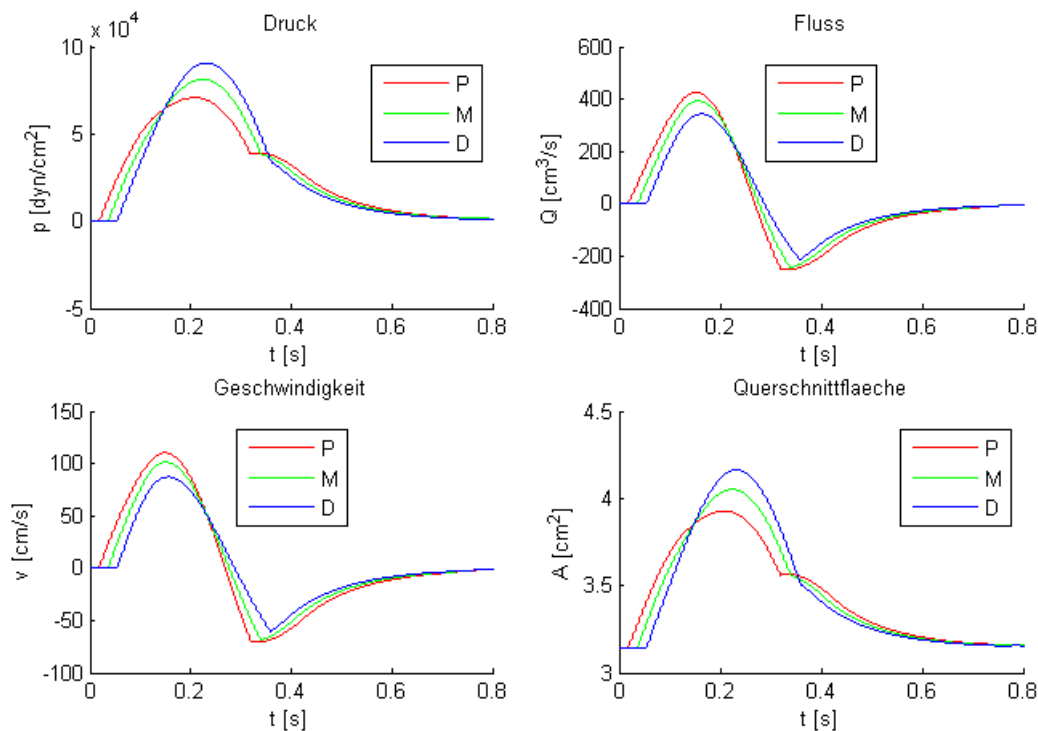 Druck
x 10^4
10
5
0
-5
p [dyn/cm^2]
0
0.2
0.4
0.6
0.8
t [s]
P
M
D
Fluss
600
400
200
0
-200
-400
Q [cm^3/s]
0
0.2
0.4
0.6
0.8
t [s]
P
M
D
Geschwindigkeit
150
100
50
0
-50
-100
v [cm/s]
0
0.2
0.4
0.6
0.8
t [s]
P
M
D
Querschnittflaeche
4.5
4
3.5
3
A [cm^2]
0
0.2
0.4
0.6
0.8
t [s]
P
M
D